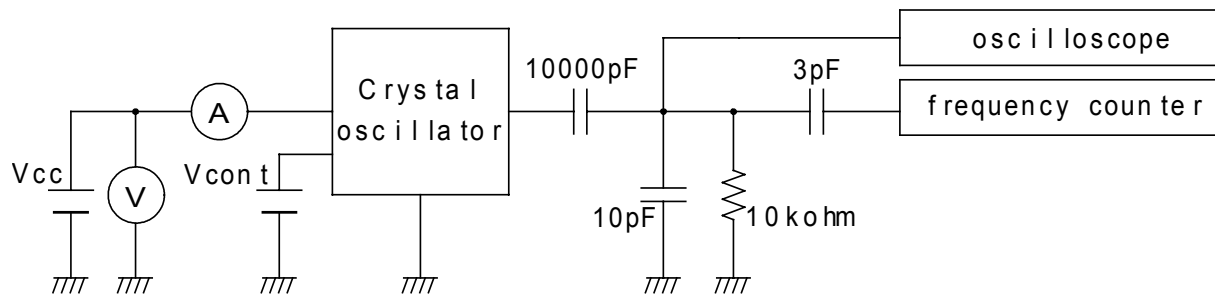 oscilloscope
10000pF
3pF
Crystal
oscillator
frequency counter
A
Vcc
Vcont
V
10pF
10kohm